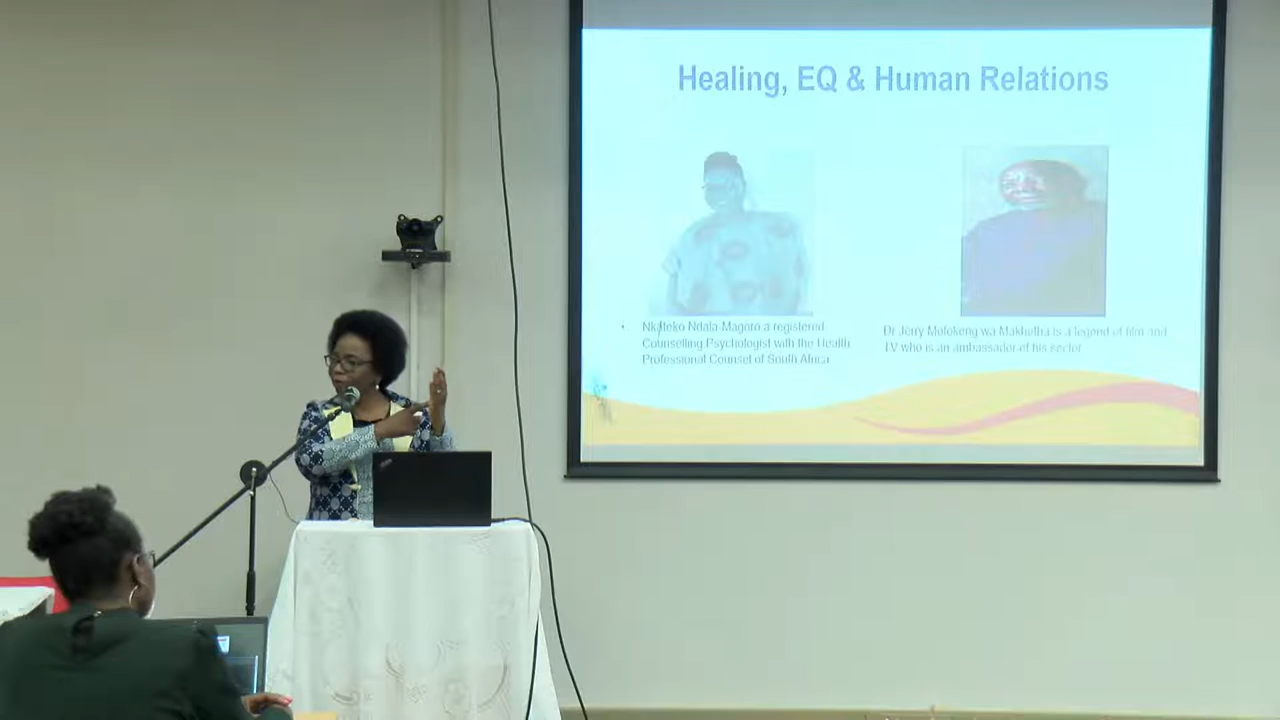 Healing, EQ & Human Relations
• Nkateko Ndala-Magoro a registered
Counselling Psychologist with the Health
Professional Counsel of South Africa
Dr Jerry Mofokeng wa Makhetha is a legend of film and
TV who is an ambassador of his sector